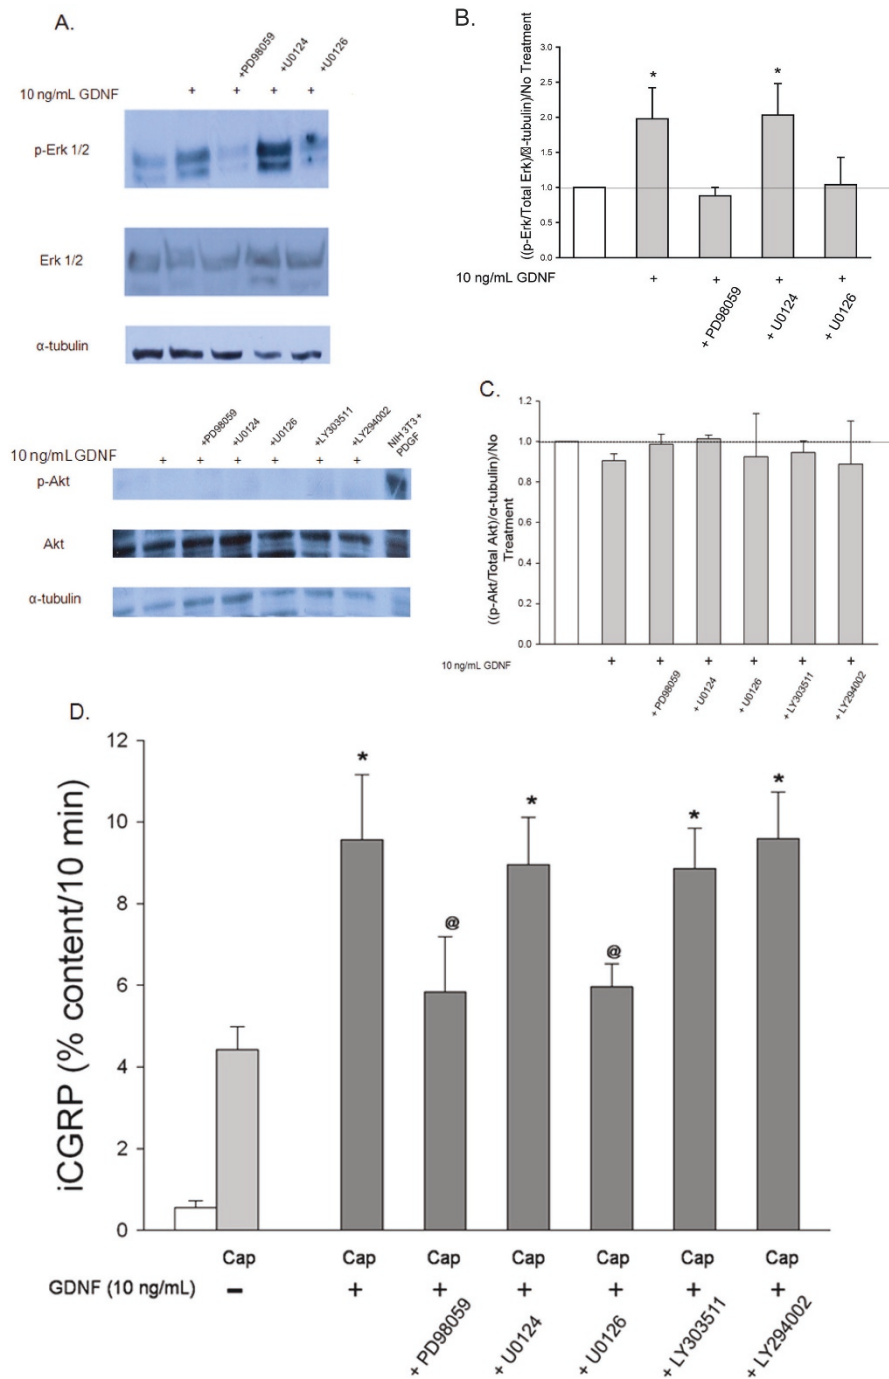 A.
+PD98059
+U0124
+U0126
10 ng/mL GDNF + + + +
p-Erk 1/2
Erk 1/2
α-tubulin
+PD98059
+U0124
+U0126
+LY303511
+LY294002
NIH 3T3 +
PDGF
10 ng/mL GDNF + + + + + +
p-Akt
Akt
α-tubulin
B.
((p-Erk/Total Erk)/-tubulin)/No Treatment
3.0
2.5
2.0
1.5
1.0
0.5
0.0
* *
10 ng/mL GDNF + + + +
+ PD98059
+ U0124
+ U0126
C.
((p-Akt/Total Akt)/α-tubulin)/No
Treatment
1.2
1.0
0.8
0.6
0.4
0.2
0.0
10 ng/mL GDNF + + + + + +
+ PD98059
+ U0124
+ U0126
+ LY303511
+ LY294002
D.
iCGRP (% content/10 min)
12
10
8
6
4
2
0
* @ * @ * *
Cap Cap Cap Cap Cap Cap Cap
GDNF (10 ng/mL) - + + + + + +
+ PD98059
+ U0124
+ U0126
+ LY303511
+ LY294002